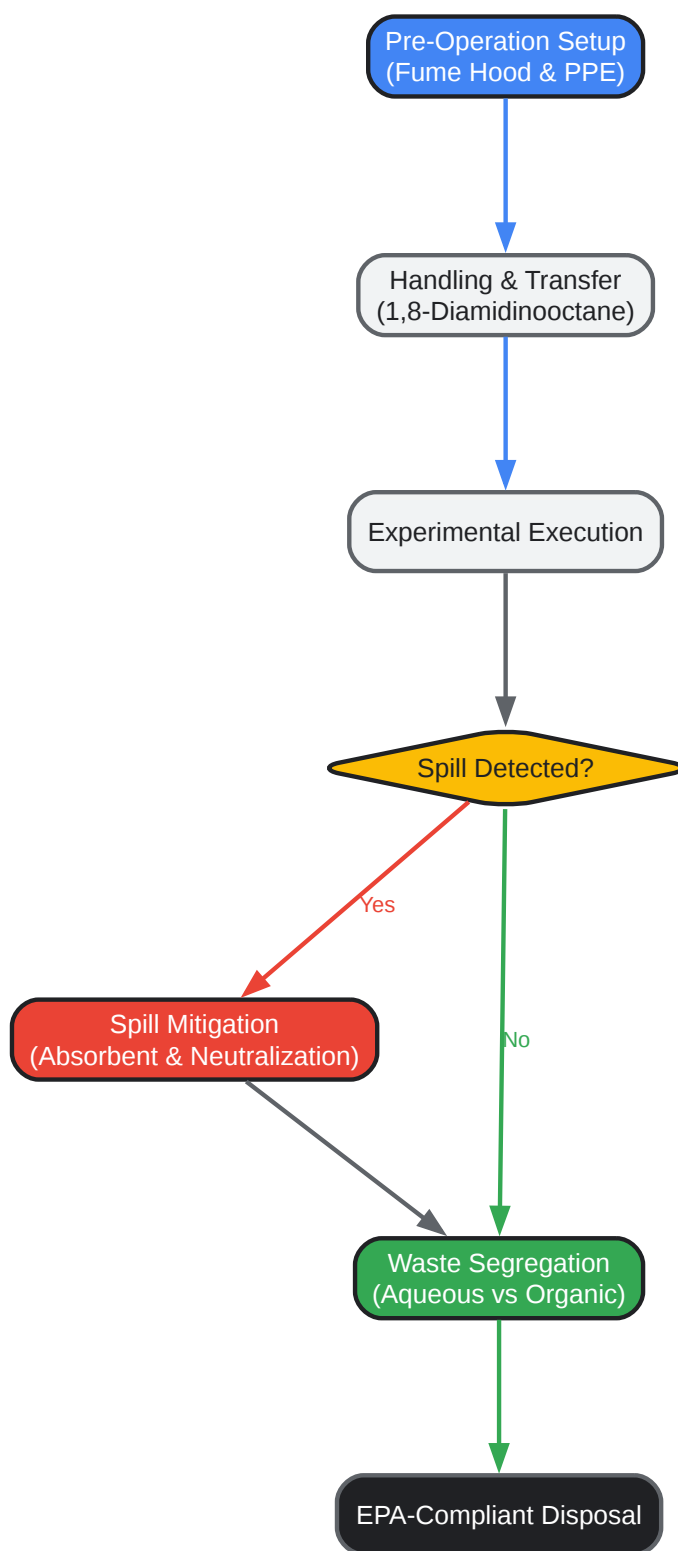 Pre-Operation Setup
(Fume Hood & PPE)
Handling & Transfer
(1,8-Diamidinooctane)
Experimental Execution
Spill Detected?
Yes
Spill Mitigation
(Absorbent & Neutralization)
No
Waste Segregation
(Aqueous vs Organic)
EPA-Compliant Disposal